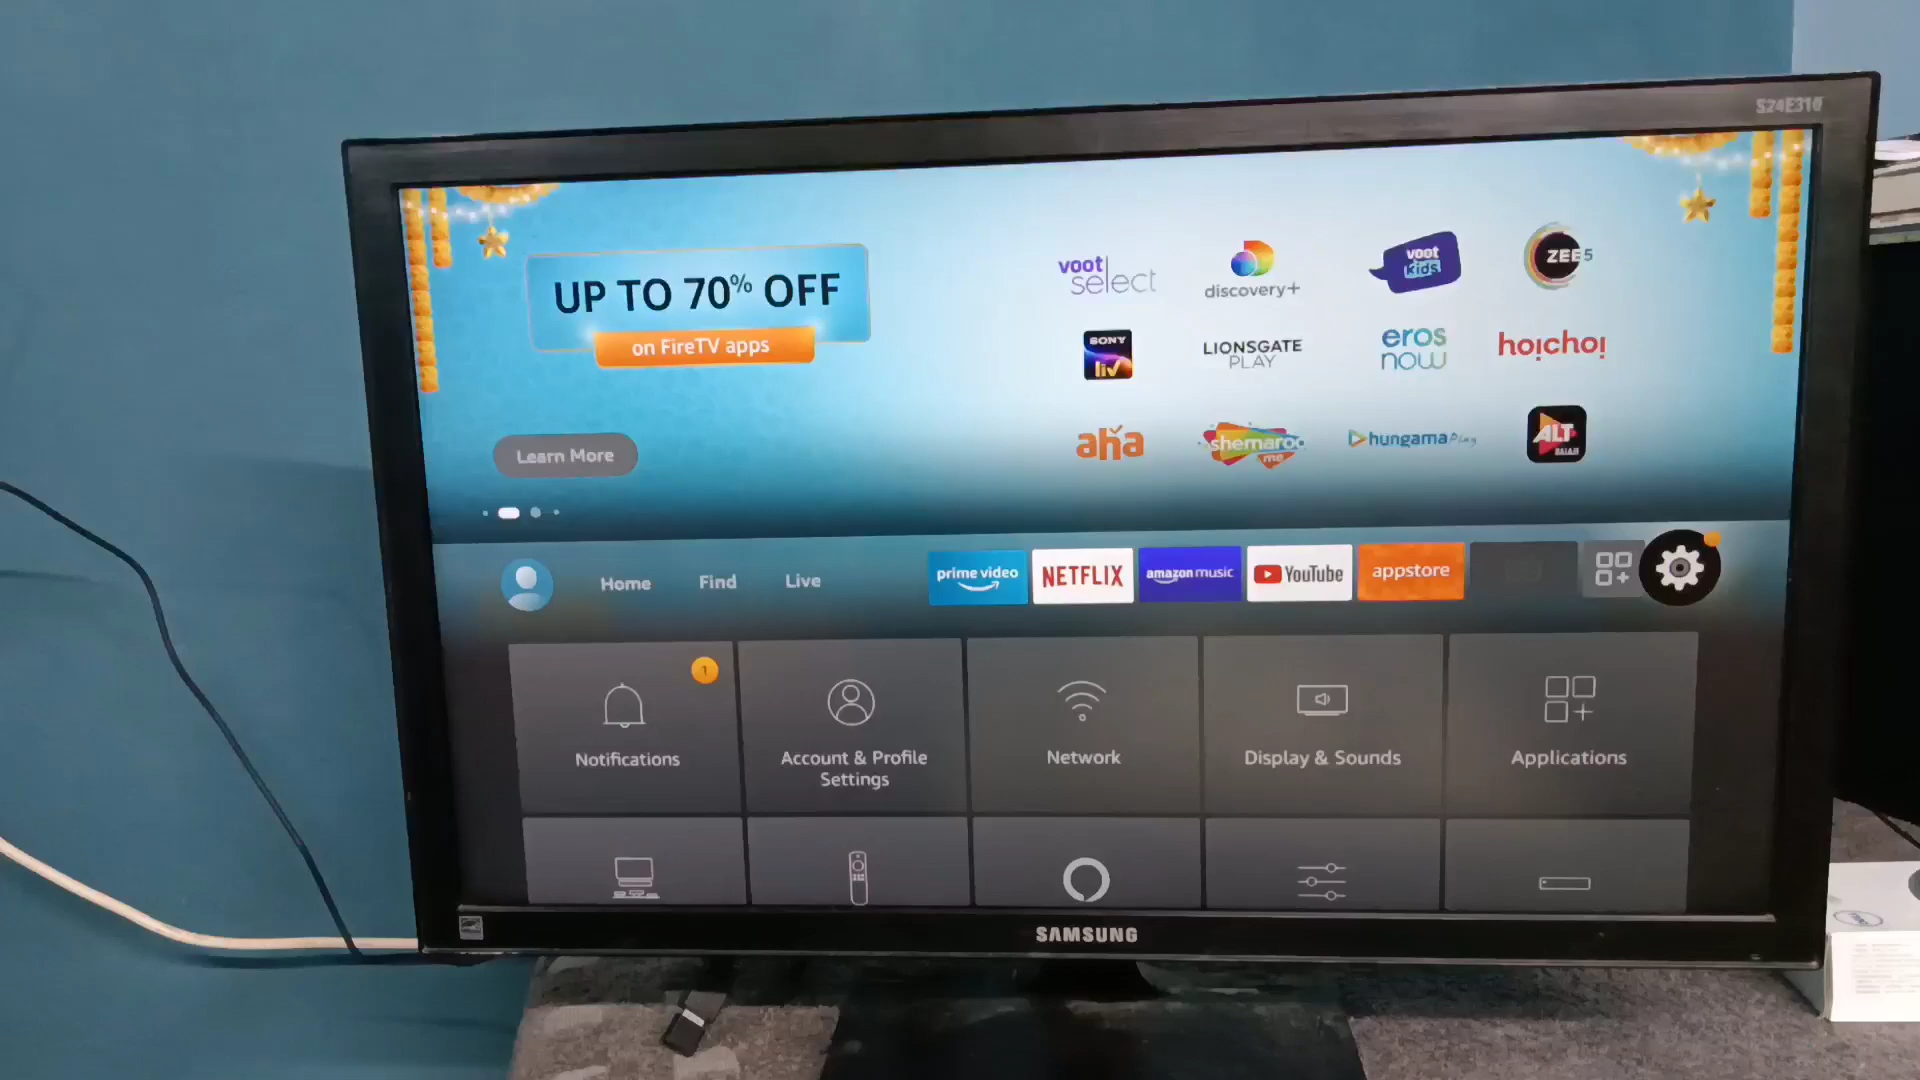 S24E310
UP TO 70% OFF
on FireTV apps
Learn More
voot select
discovery+
voot kids
ZEE5
SONY liv
LIONSGATE PLAY
eros now
hoichoi
aha
shemaroo me
hungama Play
ALT BALAJI
Home
Find
Live
prime video
NETFLIX
amazon music
YouTube
appstore
1
Notifications
Account & Profile
Settings
Network
Display & Sounds
Applications
SAMSUNG